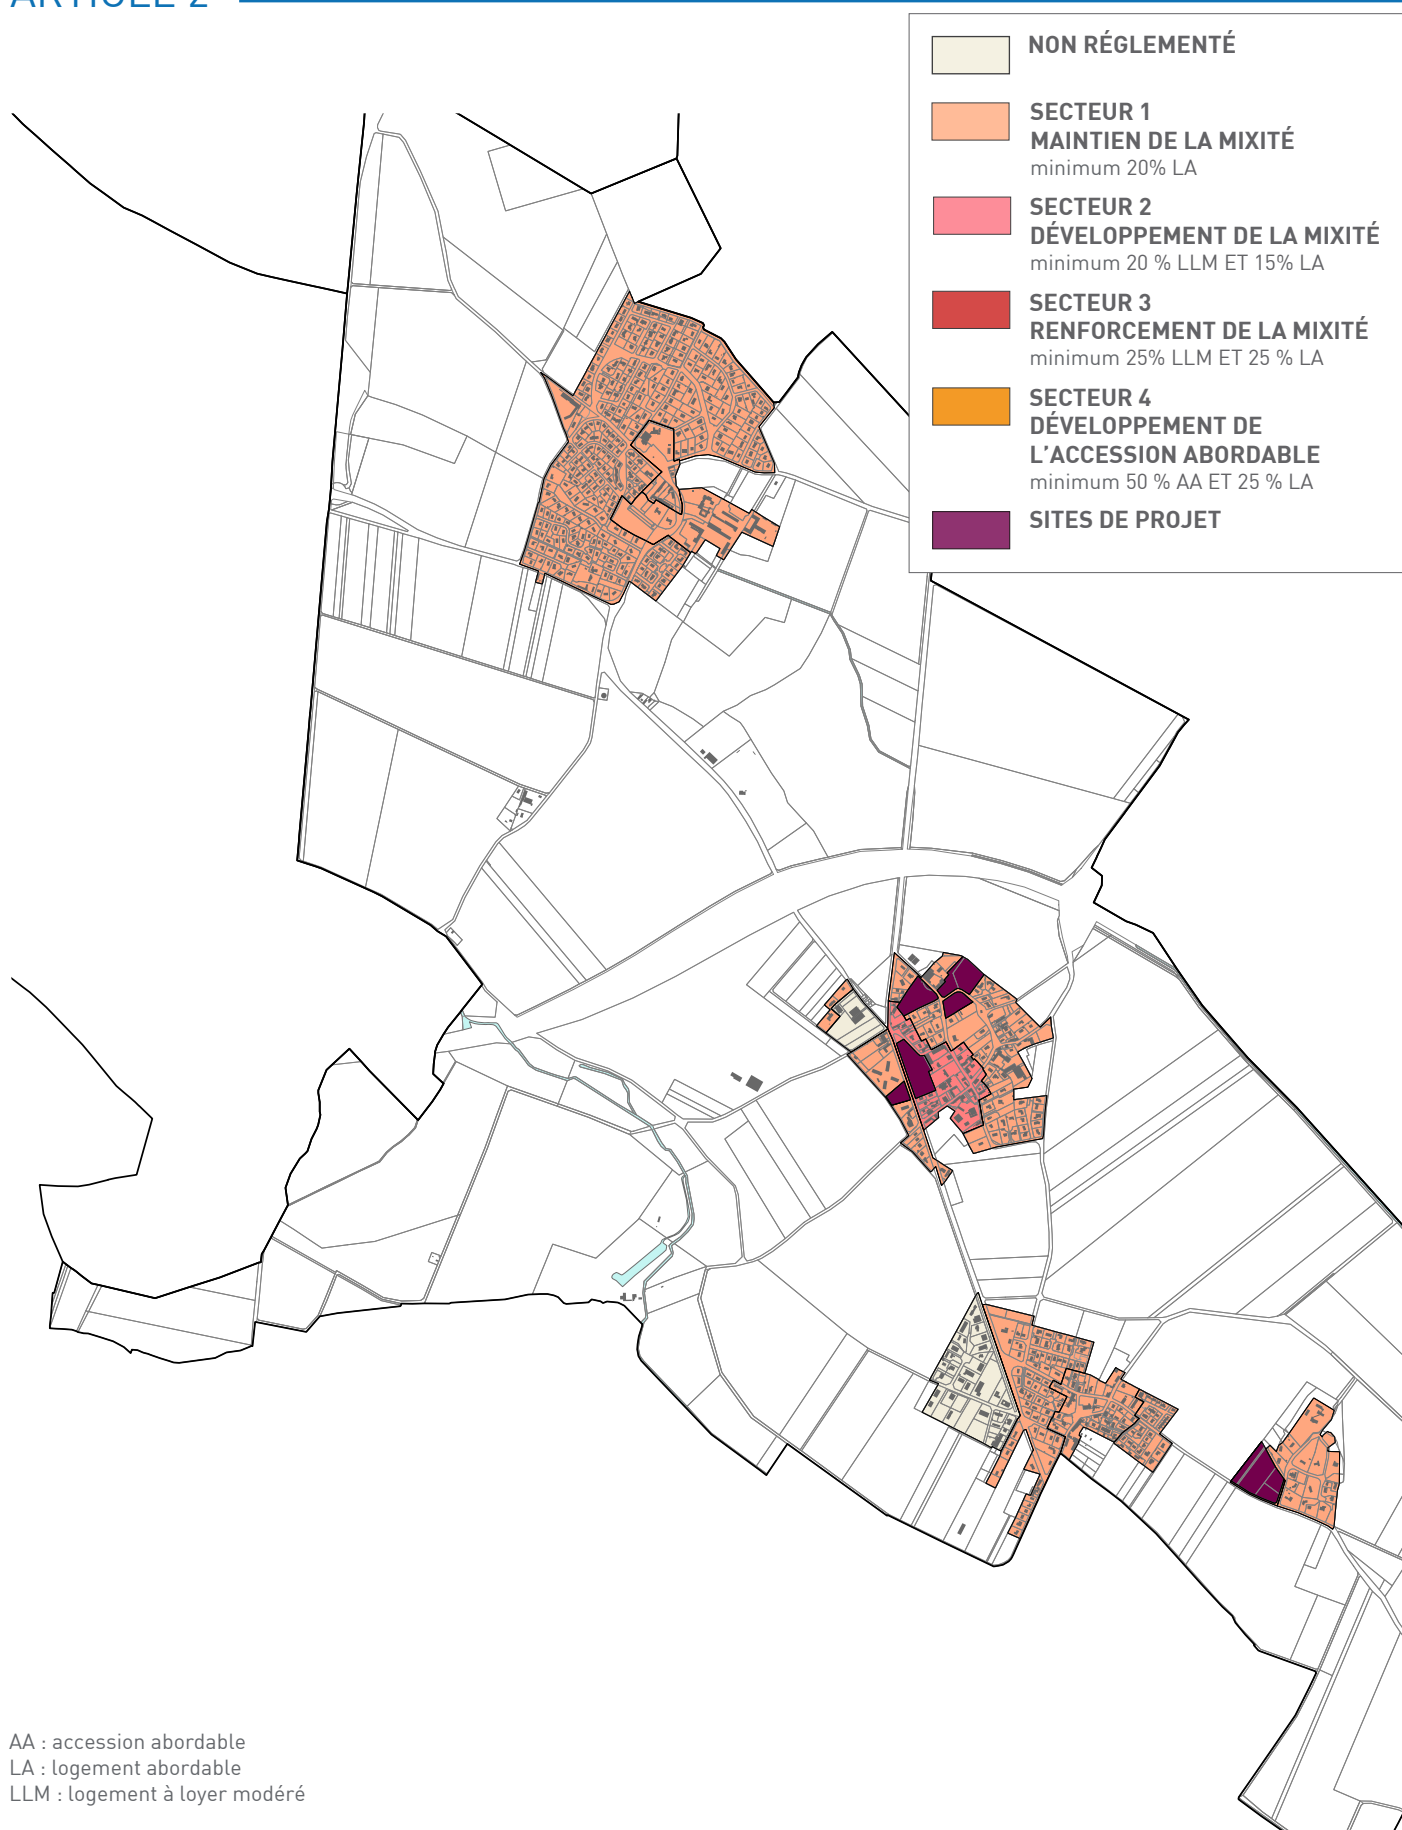 ARTICLE 2
NON RÉGLEMENTÉ
SECTEUR 1
MAINTIEN DE LA MIXITÉ
minimum 20% LA
SECTEUR 2
DÉVELOPPEMENT DE LA MIXITÉ
minimum 20 % LLM ET 15% LA
SECTEUR 3
RENFORCEMENT DE LA MIXITÉ
minimum 25% LLM ET 25 % LA
SECTEUR 4
DÉVELOPPEMENT DE
L'ACCESSION ABORDABLE
minimum 50 % AA ET 25 % LA
SITES DE PROJET
AA : accession abordable
LA : logement abordable
LLM : logement à loyer modéré